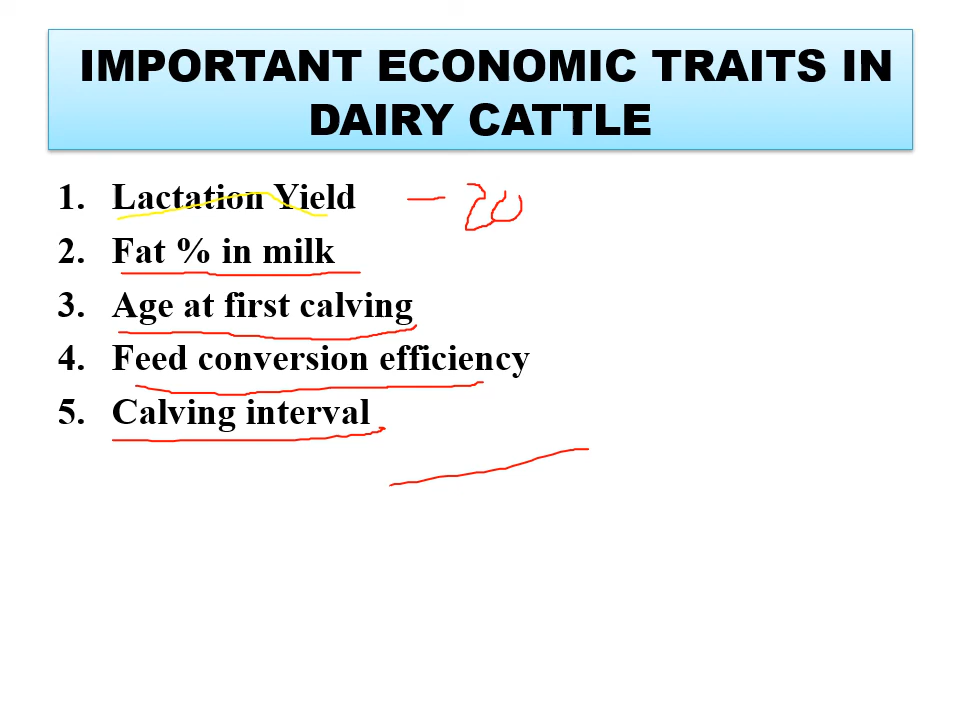 IMPORTANT ECONOMIC TRAITS IN
DAIRY CATTLE
1. Lactation Yield
2. Fat % in milk
3. Age at first calving
4. Feed conversion efficiency
5. Calving interval